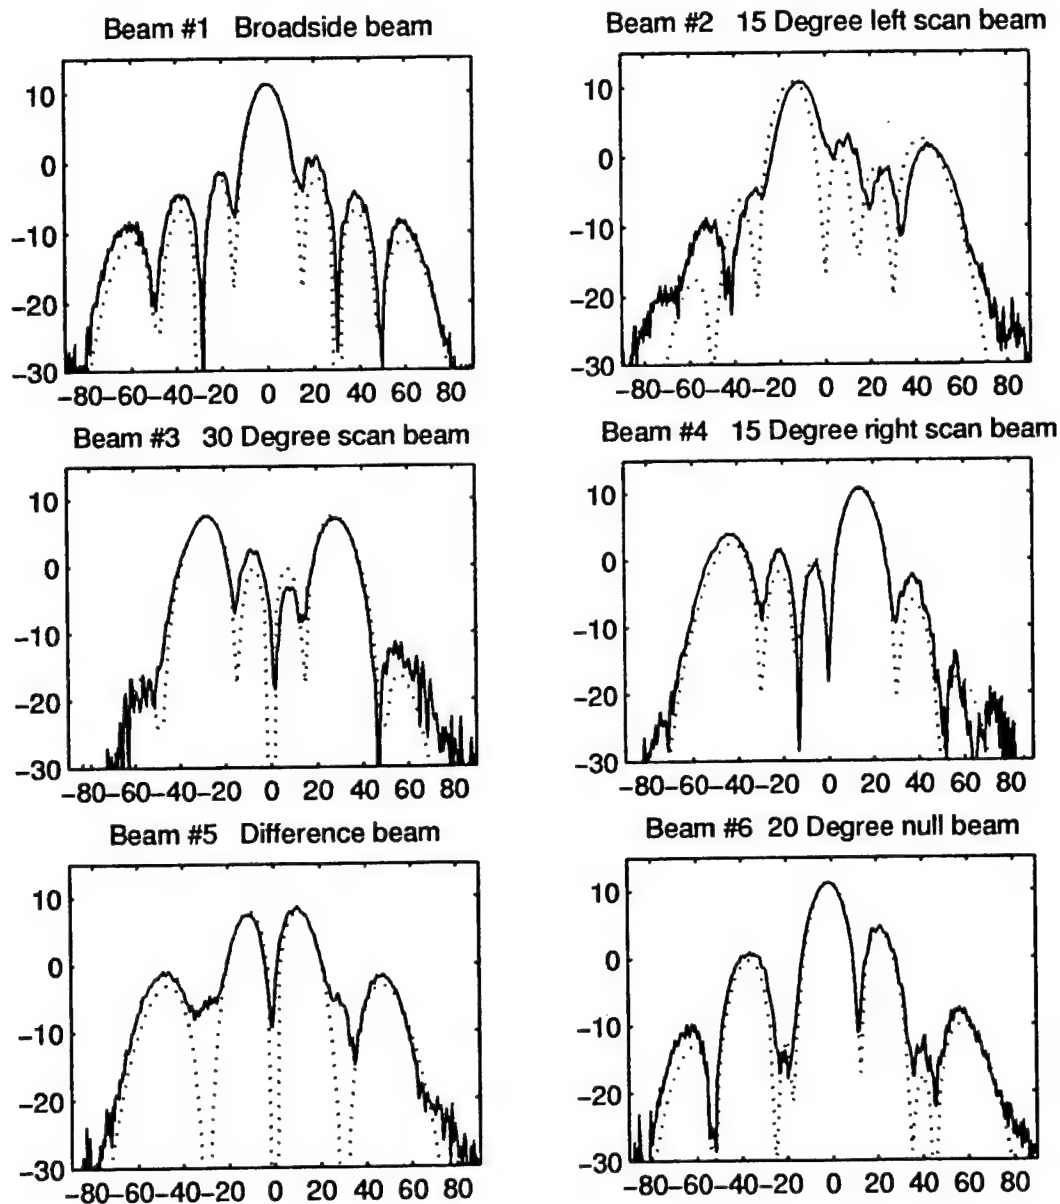 Beam #1 Broadside beam
10
0
-10
-20
-30
-80-60-40-20 0 20 40 60 80
Beam #2 15 Degree left scan beam
10
0
-10
-20
-30
-80-60-40-20 0 20 40 60 80
Beam #3 30 Degree scan beam
10
0
-10
-20
-30
-80-60-40-20 0 20 40 60 80
Beam #4 15 Degree right scan beam
10
0
-10
-20
-30
-80-60-40-20 0 20 40 60 80
Beam #5 Difference beam
10
0
-10
-20
-30
-80-60-40-20 0 20 40 60 80
Beam #6 20 Degree null beam
10
0
-10
-20
-30
-80-60-40-20 0 20 40 60 80